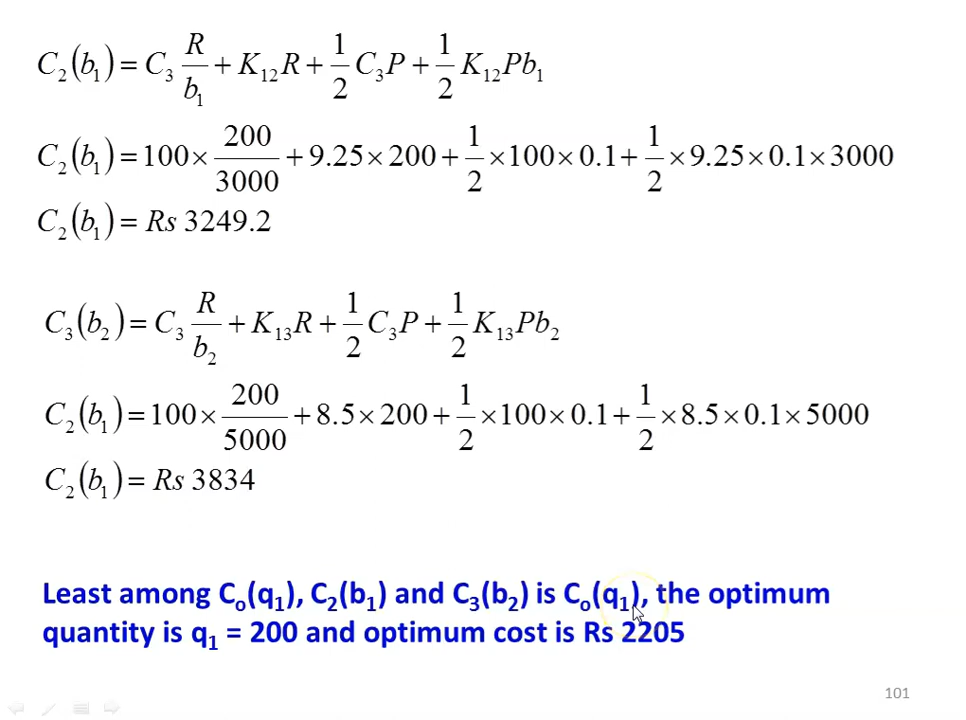 C₂(b₁) = C₃ R/b₁ + K₁₂R + 1/2 C₃P + 1/2 K₁₂Pb₁
C₂(b₁) = 100 × 200/3000 + 9.25 × 200 + 1/2 × 100 × 0.1 + 1/2 × 9.25 × 0.1 × 3000
C₂(b₁) = Rs 3249.2
C₃(b₂) = C₃ R/b₂ + K₁₃R + 1/2 C₃P + 1/2 K₁₃Pb₂
C₂(b₁) = 100 × 200/5000 + 8.5 × 200 + 1/2 × 100 × 0.1 + 1/2 × 8.5 × 0.1 × 5000
C₂(b₁) = Rs 3834
Least among Cₒ(q₁), C₂(b₁) and C₃(b₂) is Cₒ(q₁), the optimum
quantity is q₁ = 200 and optimum cost is Rs 2205
101